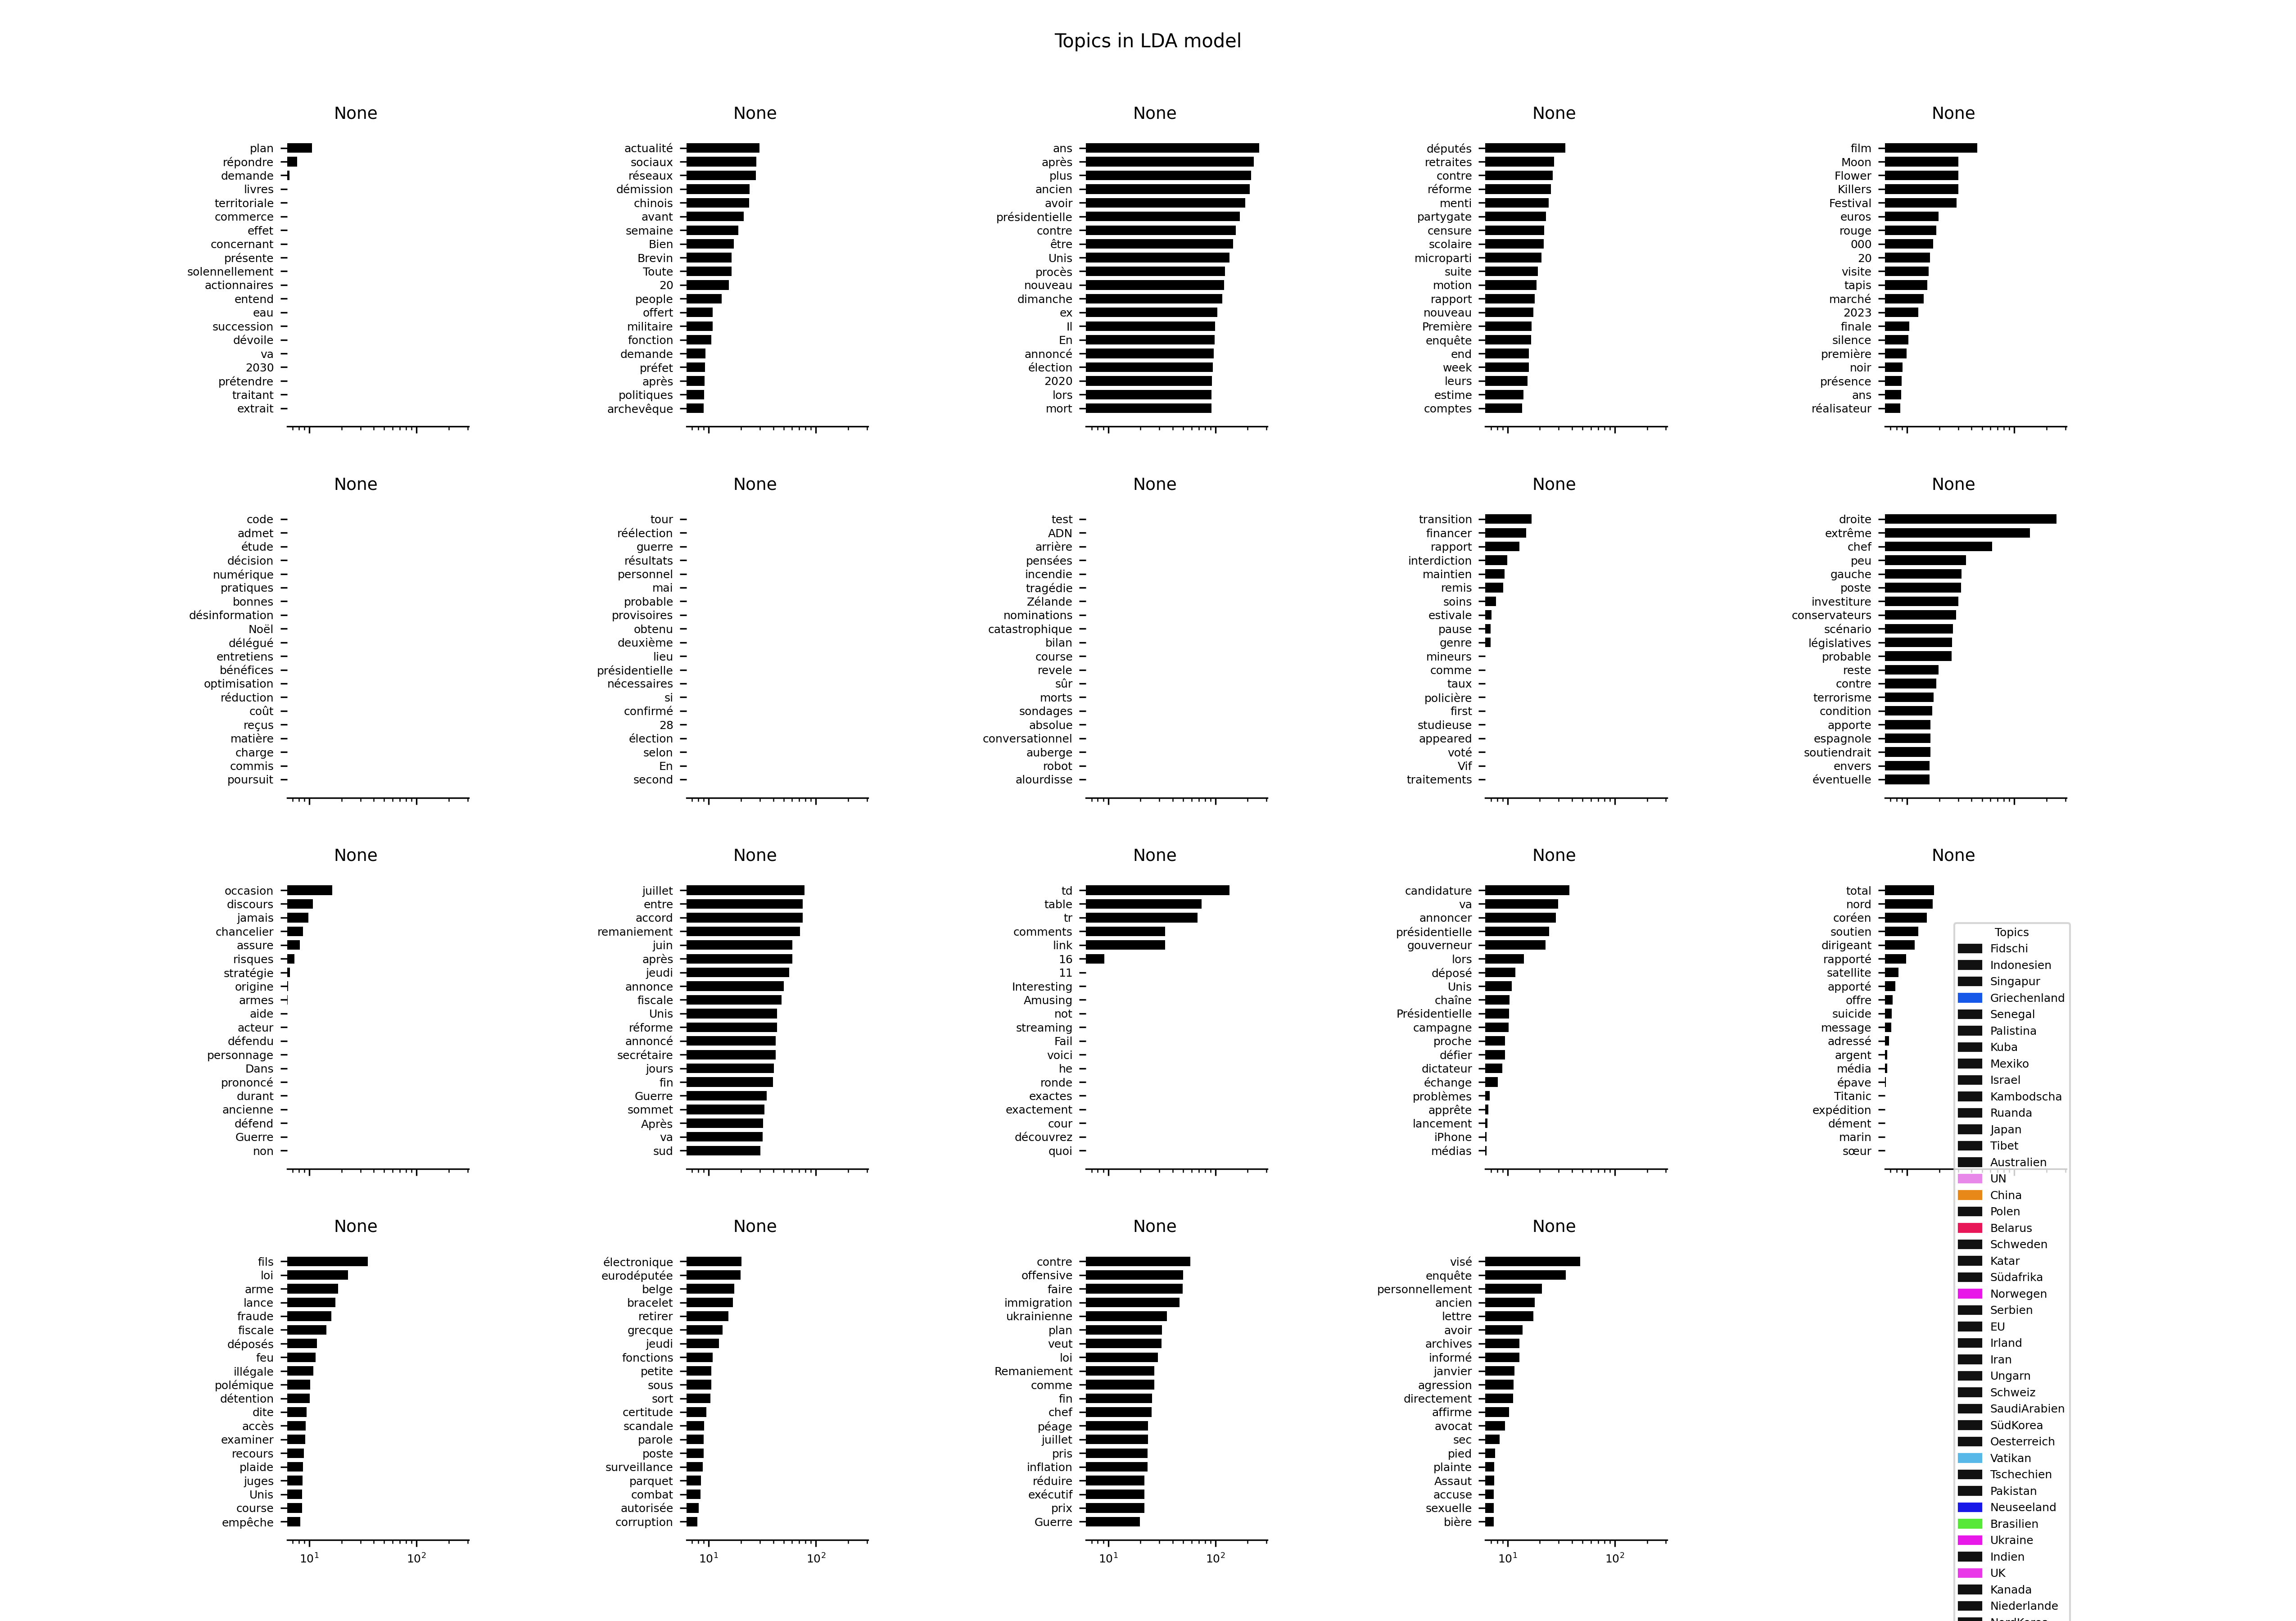 Topics in LDA model
None
plan
répondre
demande
livres
territoriale
commerce
effet
concernant
présente
solennellement
actionnaires
entend
eau
succession
dévoile
va
2030
prétendre
traitant
extrait
None
actualité
sociaux
réseaux
démission
chinois
avant
semaine
Bien
Brevin
Toute
20
people
offert
militaire
fonction
demande
préfet
après
politiques
archevêque
None
ans
après
plus
ancien
avoir
présidentielle
contre
être
Unis
procès
nouveau
dimanche
ex
Il
En
annoncé
élection
2020
lors
mort
None
députés
retraites
contre
réforme
menti
partygate
censure
scolaire
microparti
suite
motion
rapport
nouveau
Première
enquête
end
week
leurs
estime
comptes
None
film
Moon
Flower
Killers
Festival
euros
rouge
000
20
visite
tapis
marché
2023
finale
silence
première
noir
présence
ans
réalisateur
None
code
admet
étude
décision
numérique
pratiques
bonnes
désinformation
Noël
délégué
entretiens
bénéfices
optimisation
réduction
coût
reçus
matière
charge
commis
poursuit
None
tour
réélection
guerre
résultats
personnel
mai
probable
provisoires
obtenu
deuxième
lieu
présidentielle
nécessaires
si
confirmé
28
élection
selon
En
second
None
test
ADN
arrière
pensées
incendie
tragédie
Zélande
nominations
catastrophique
bilan
course
revele
sûr
morts
sondages
absolue
conversationnel
auberge
robot
alourdisse
None
transition
financer
rapport
interdiction
maintien
remis
soins
estivale
pause
genre
mineurs
comme
taux
policière
first
studieuse
appeared
voté
Vif
traitements
None
droite
extrême
chef
peu
gauche
poste
investiture
conservateurs
scénario
législatives
probable
reste
contre
terrorisme
condition
apporte
espagnole
soutiendrait
envers
éventuelle
None
occasion
discours
jamais
chancelier
assure
risques
stratégie
origine
armes
aide
acteur
défendu
personnage
Dans
prononcé
durant
ancienne
défend
Guerre
non
None
juillet
entre
accord
remaniement
juin
après
jeudi
annonce
fiscale
Unis
réforme
annoncé
secrétaire
jours
fin
Guerre
sommet
Après
va
sud
None
td
table
tr
comments
link
16
11
Interesting
Amusing
not
streaming
Fail
voici
he
ronde
exactes
exactement
cour
découvrez
quoi
None
candidature
va
annoncer
présidentielle
gouverneur
lors
déposé
Unis
chaîne
Présidentielle
campagne
proche
défier
dictateur
échange
problèmes
apprête
lancement
iPhone
médias
None
total
nord
coréen
soutien
dirigeant
rapporté
satellite
apporté
offre
suicide
message
adressé
argent
média
épave
Titanic
expédition
dément
marin
sœur
None
fils
loi
arme
lance
fraude
fiscale
déposés
feu
illégale
polémique
détention
dite
accès
examiner
recours
plaide
juges
Unis
course
empêche
10¹ 10²
None
électronique
eurodéputée
belge
bracelet
retirer
grecque
jeudi
fonctions
petite
sous
sort
certitude
scandale
parole
poste
surveillance
parquet
combat
autorisée
corruption
10¹ 10²
None
contre
offensive
faire
immigration
ukrainienne
plan
veut
loi
Remaniement
comme
fin
chef
péage
juillet
pris
inflation
réduire
exécutif
prix
Guerre
10¹ 10²
None
visé
enquête
personnellement
ancien
lettre
avoir
archives
informé
janvier
agression
directement
affirme
avocat
sec
pied
plainte
Assaut
accuse
sexuelle
bière
10¹ 10²
Topics
Fidschi
Indonesien
Singapur
Griechenland
Senegal
Palistina
Kuba
Mexiko
Israel
Kambodscha
Ruanda
Japan
Tibet
Australien
UN
China
Polen
Belarus
Schweden
Katar
Südafrika
Norwegen
Serbien
EU
Irland
Iran
Ungarn
Schweiz
SaudiArabien
SüdKorea
Oesterreich
Vatikan
Tschechien
Pakistan
Neuseeland
Brasilien
Ukraine
Indien
UK
Kanada
Niederlande